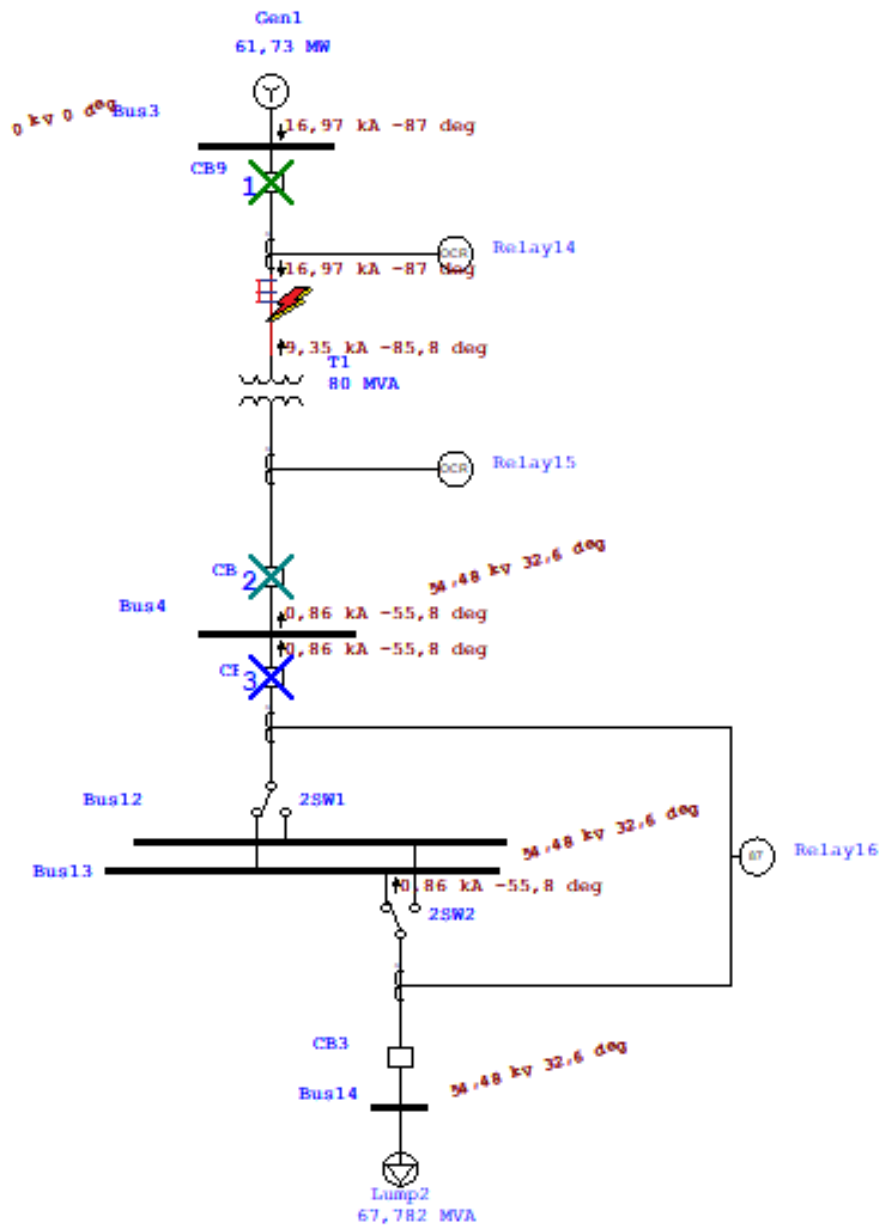 Gen1
61,73 MW
0 kv 0 deg
Bus3
16,97 kA -87 deg
CB9
1
OCR
Relay14
16,97 kA -87 deg
9,35 kA -85,8 deg
T1
80 MVA
OCR
Relay15
54,48 kv 32,6 deg
CB
2
Bus4
0,86 kA -55,8 deg
0,86 kA -55,8 deg
3
Bus12
2SW1
54,48 kv 32,6 deg
87
Relay16
Bus13
0,86 kA -55,8 deg
2SW2
CB3
54,48 kv 32,6 deg
Bus14
Lump2
67,782 MVA